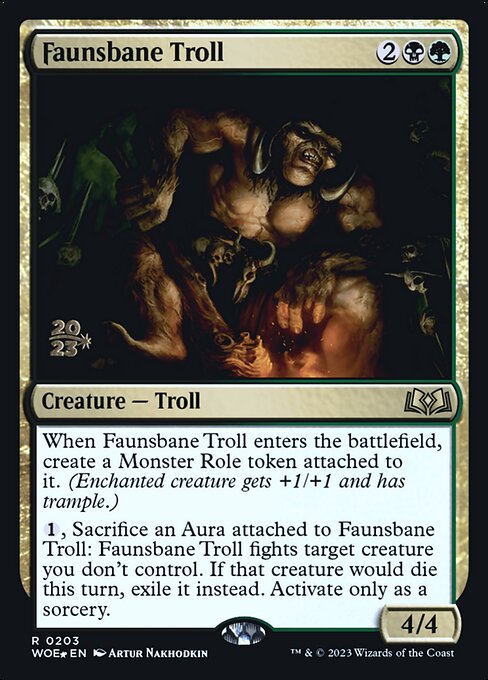 Faunsbane Troll 2
20
23
Creature — Troll
When Faunsbane Troll enters the battlefield,
create a Monster Role token attached to
it. (Enchanted creature gets +1/+1 and has
trample.)
1, Sacrifice an Aura attached to Faunsbane
Troll: Faunsbane Troll fights target creature
you don't control. If that creature would die
this turn, exile it instead. Activate only as a
sorcery.
4/4
R 0203
WOE★EN Artur Nakhodkin ™ & © 2023 Wizards of the Coast